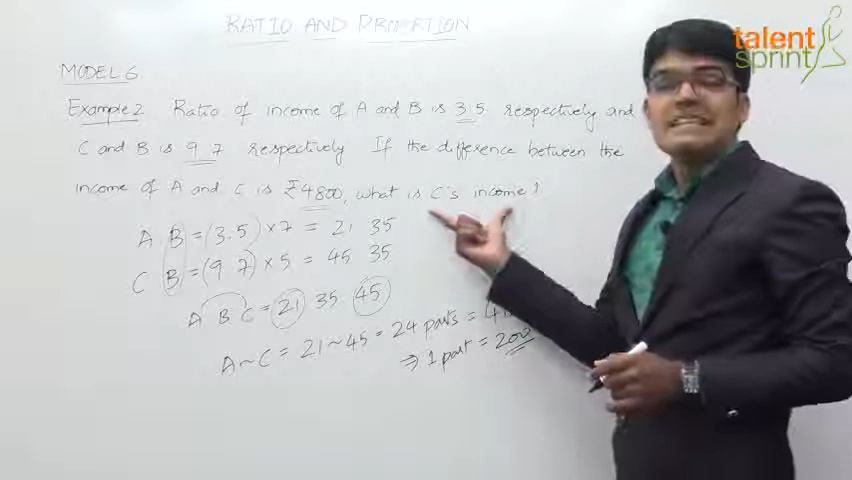 RATIO AND PROPORTION
talent
sprint
MODEL 6
Example 2 Ratio of income of A and B is 3:5 respectively and
C and B is 9:7 respectively If the difference between the
income of A and C is ₹4800, what is C's income?
A B = (3:5) × 7 = 21 35
C B = (9 7) × 5 = 45 35
A B C = 21 35 45
A ~ C = 21 ~ 45 = 24 parts =
⇒ 1 part = 200